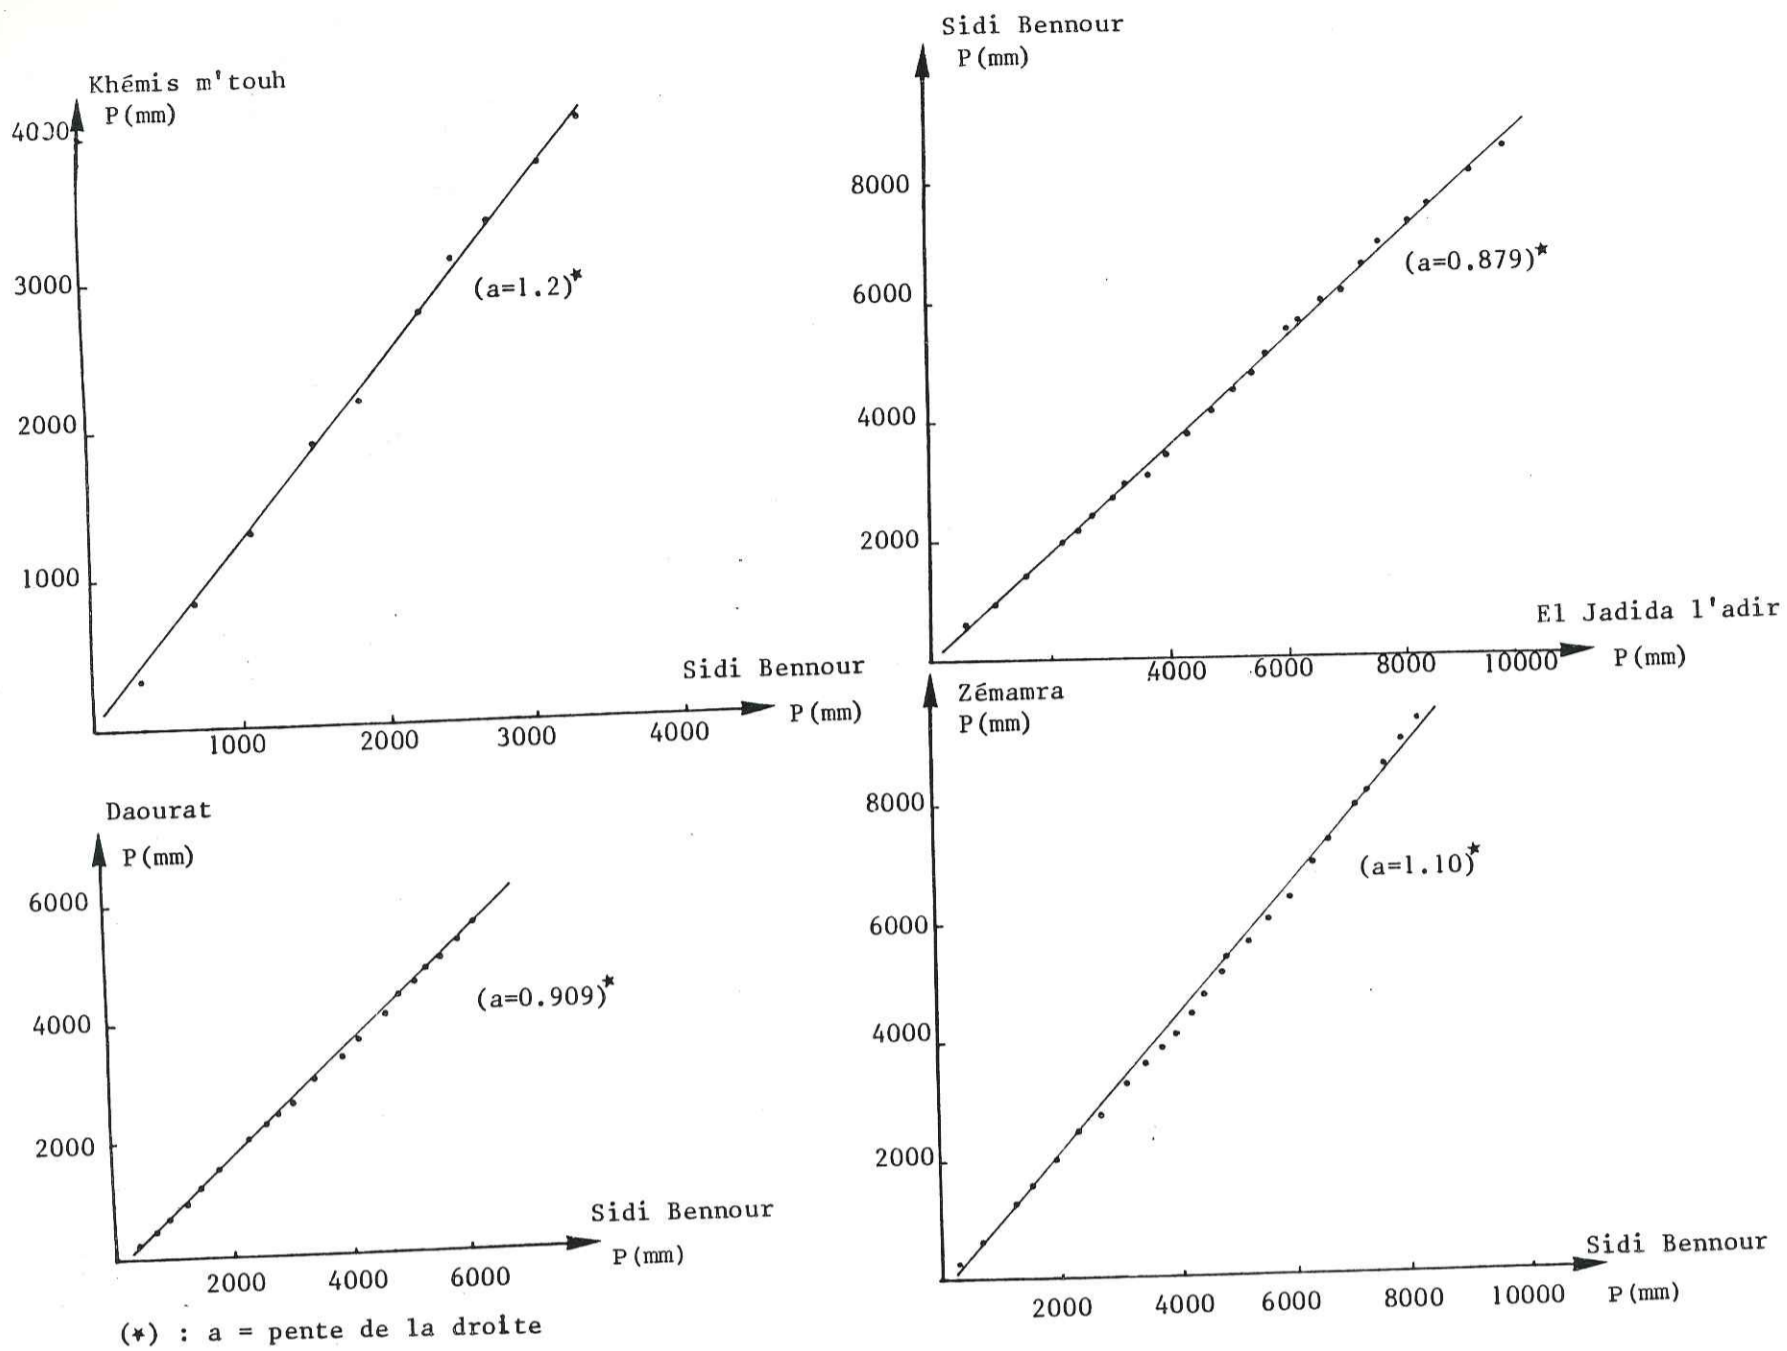 Khémis m'touh
P(mm)
4000
3000
(a=1.2)*
2000
1000
Sidi Bennour
P(mm)
1000
2000
3000
4000
Sidi Bennour
P(mm)
8000
(a=0.879)*
6000
4000
2000
El Jadida l'adir
P(mm)
4000
6000
8000
10000
Daourat
P(mm)
6000
(a=0.909)*
4000
2000
Sidi Bennour
P(mm)
2000
4000
6000
Zémamra
P(mm)
8000
(a=1.10)*
6000
4000
2000
Sidi Bennour
P(mm)
2000
4000
6000
8000
10000
(*) : a = pente de la droite